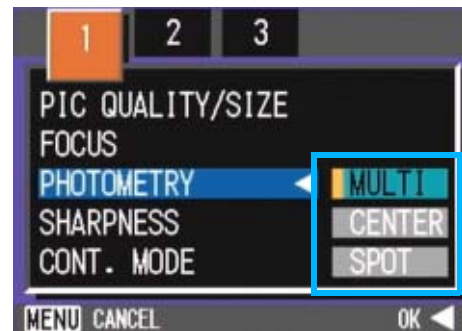 1 2 3
PIC QUALITY/SIZE
FOCUS
PHOTOMETRY MULTI
SHARPNESS CENTER
CONT. MODE SPOT
MENU CANCEL OK